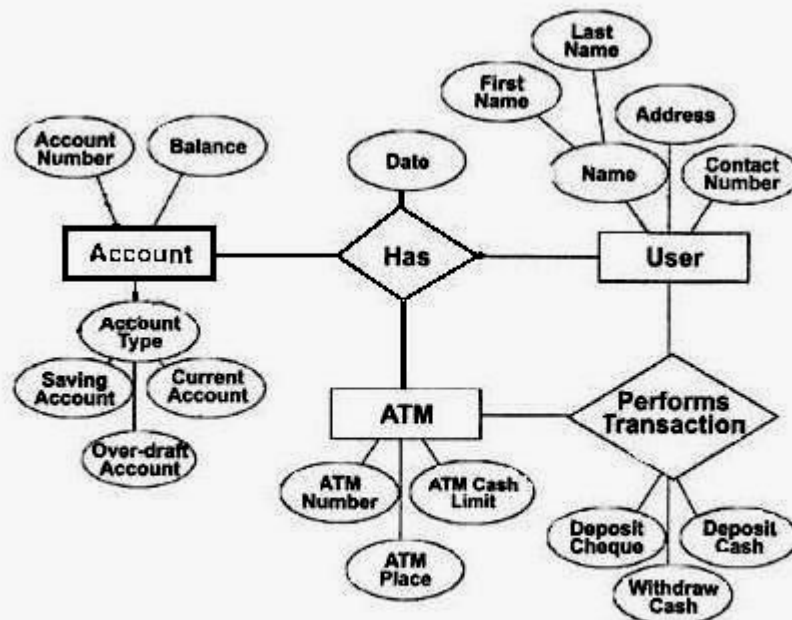 Last
Name
First
Name
Address
Account
Number
Balance
Date
Name
Contact
Number
Account
Has
User
Account
Type
Saving
Account
Current
Account
Over-draft
Account
ATM
Performs
Transaction
ATM
Number
ATM Cash
Limit
ATM
Place
Deposit
Cheque
Deposit
Cash
Withdraw
Cash